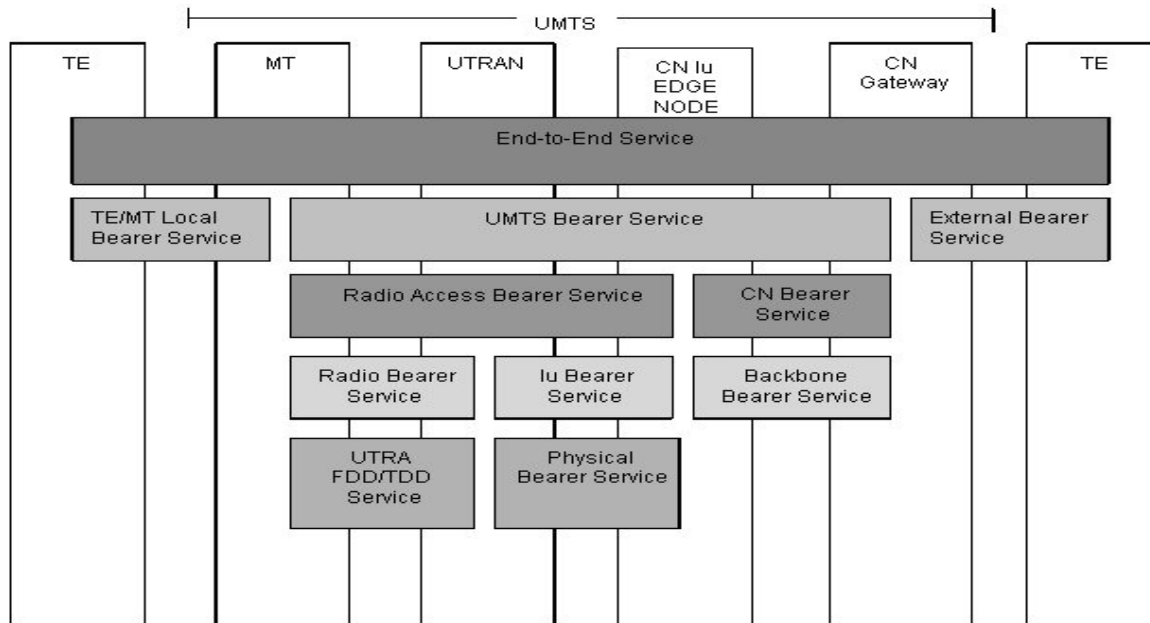 UMTS
TE
MT
UTRAN
CN Iu
EDGE
NODE
CN
Gateway
TE
End-to-End Service
TE/MT Local
Bearer Service
UMTS Bearer Service
External Bearer
Service
Radio Access Bearer Service
CN Bearer
Service
Radio Bearer
Service
Iu Bearer
Service
Backbone
Bearer Service
UTRA
FDD/TDD
Service
Physical
Bearer Service